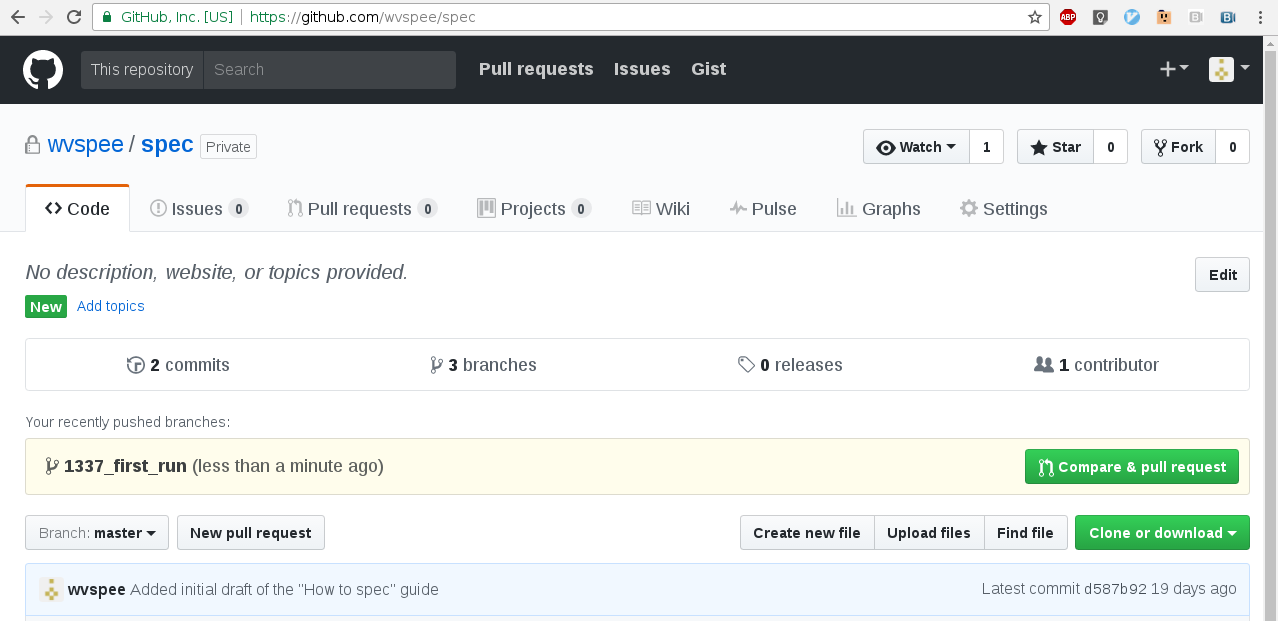 GitHub, Inc. [US] | https://github.com/wvspee/spec
ABP
This repository Search Pull requests Issues Gist
wvspee / spec Private Watch 1 Star 0 Fork 0
Code Issues 0 Pull requests 0 Projects 0 Wiki Pulse Graphs Settings
No description, website, or topics provided. Edit
New Add topics
2 commits 3 branches 0 releases 1 contributor
Your recently pushed branches:
1337_first_run (less than a minute ago) Compare & pull request
Branch: master New pull request Create new file Upload files Find file Clone or download
wvspee Added initial draft of the "How to spec" guide Latest commit d587b92 19 days ago